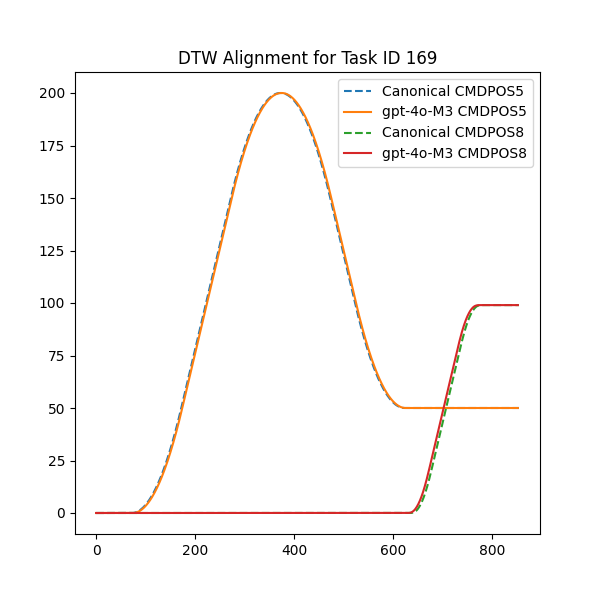 DTW Alignment for Task ID 169
Canonical CMDPOS5
gpt-4o-M3 CMDPOS5
Canonical CMDPOS8
gpt-4o-M3 CMDPOS8
200
175
150
125
100
75
50
25
0
0 200 400 600 800